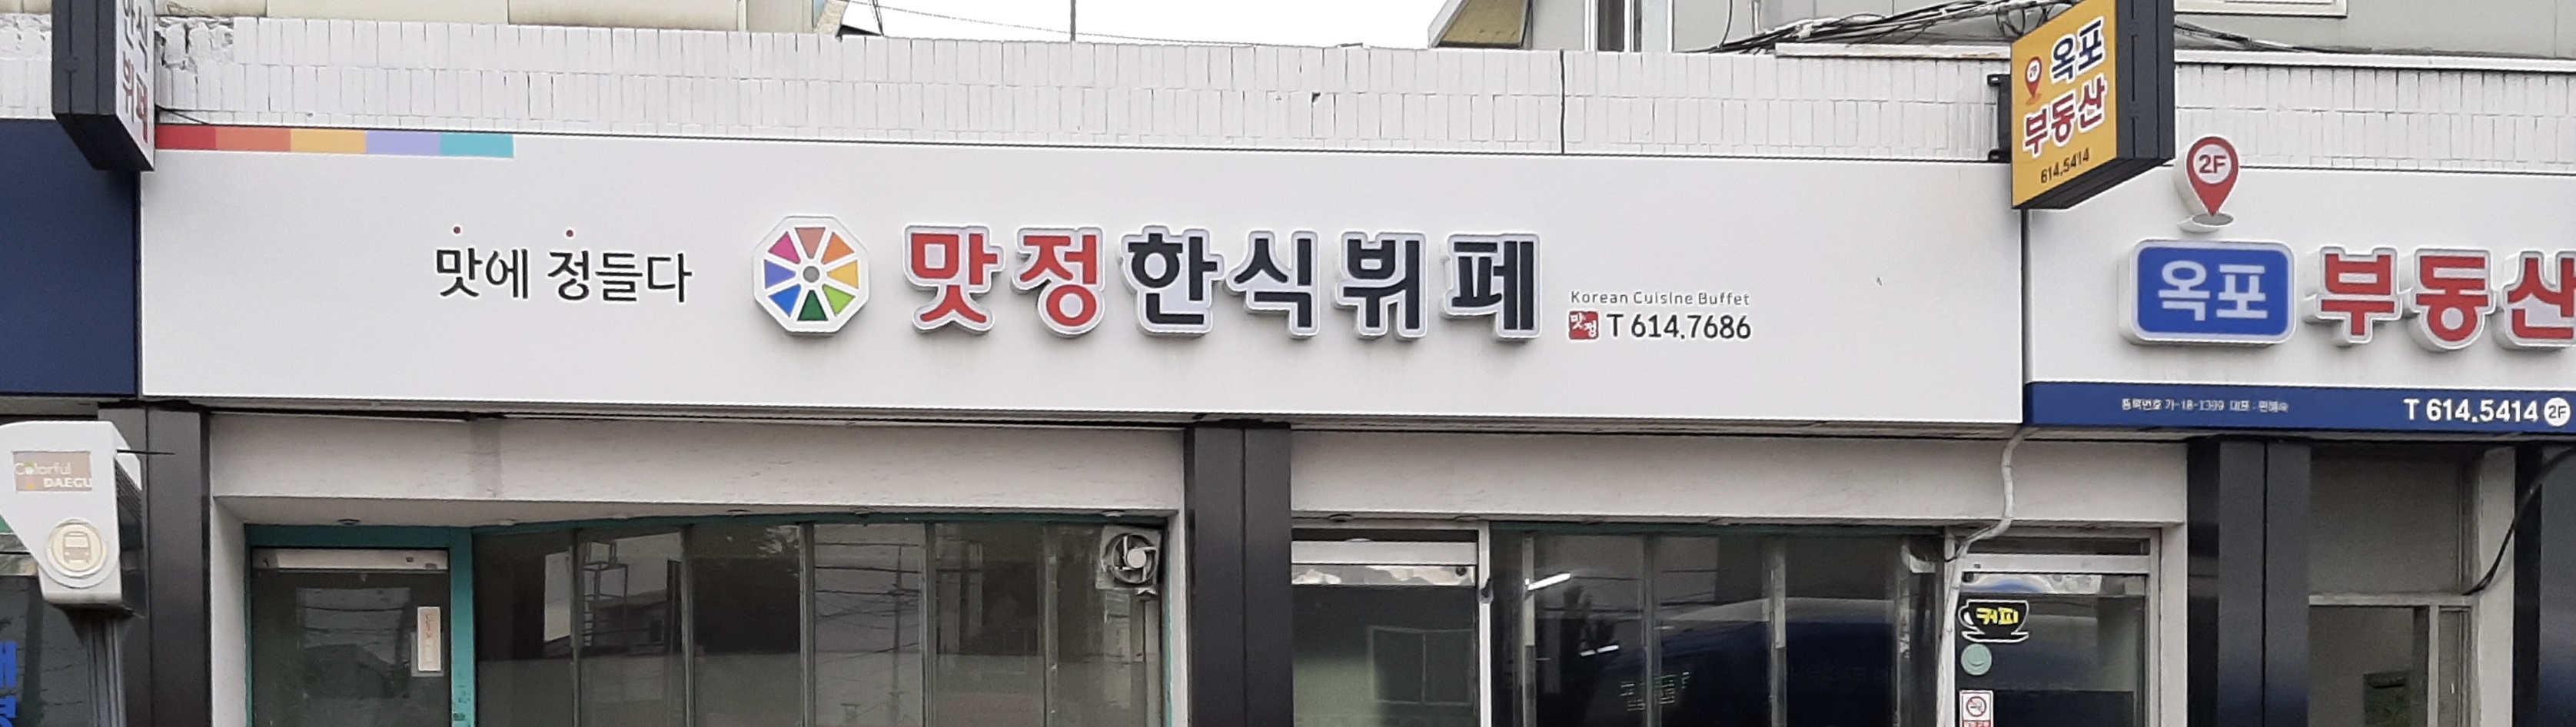 한식
뷔페
맛에 정들다
맛정한식뷔페
Korean Cuisine Buffet
맛정 T 614.7686
옥포
부동산
614.5414
2F
옥포 부동산
T 614.5414 2F
Colorful
DAEGU
커피